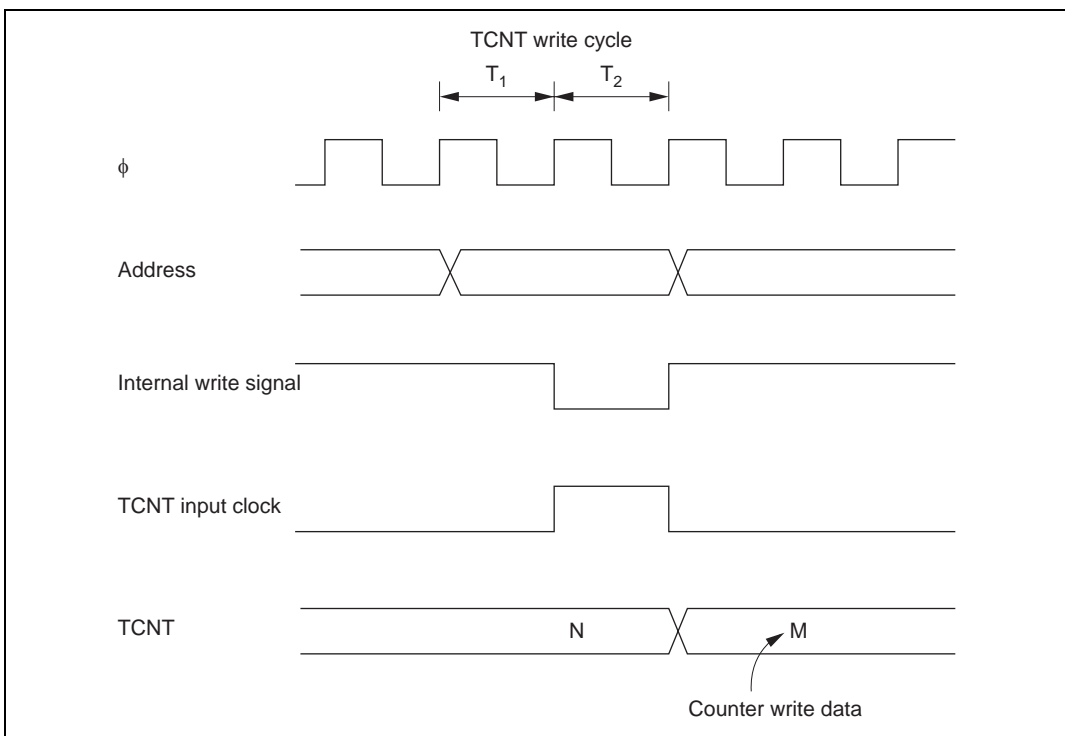 TCNT write cycle
T₁ T₂
ϕ
Address
Internal write signal
TCNT input clock
TCNT N M
Counter write data